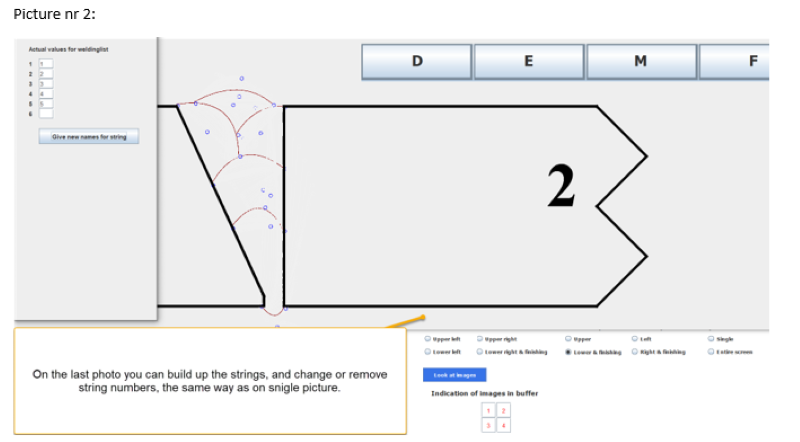 Picture nr 2:
Actual values for weldinglist
1 1
2 2
3 3
4 4
5 5
6
Give new names for string
D E M F
2
On the last photo you can build up the strings, and change or remove
string numbers, the same way as on snigle picture.
Upper left Upper right Upper Left Single
Lower left Lower right & finishing Lower & finishing Right & finishing Entire screen
Look at images
Indication of images in buffer
1 2
3 4